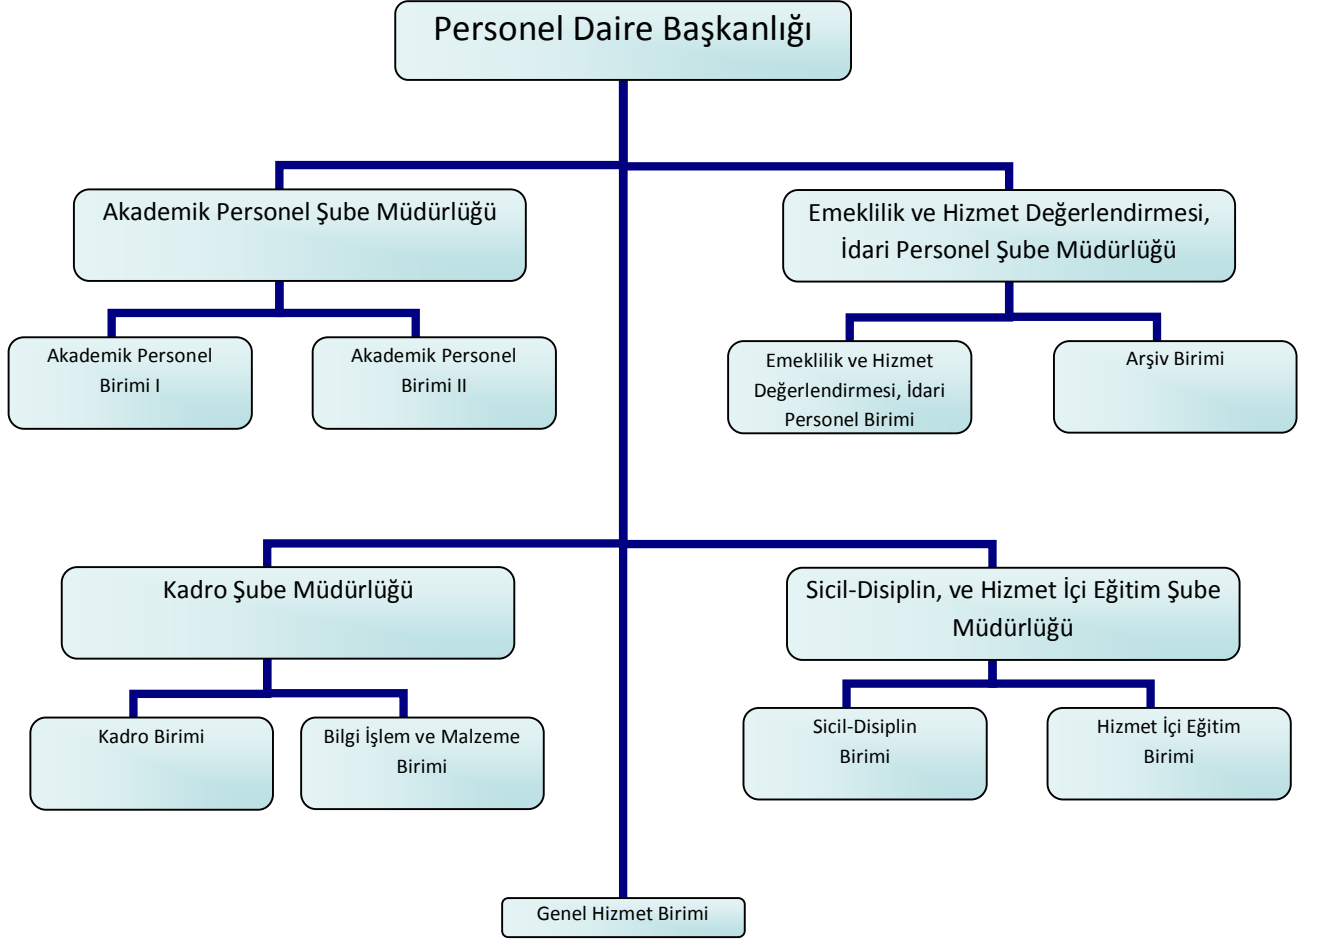 Personel Daire Başkanlığı
Akademik Personel Şube Müdürlüğü
Emeklilik ve Hizmet Değerlendirmesi,
İdari Personel Şube Müdürlüğü
Akademik Personel
Birimi I
Akademik Personel
Birimi II
Emeklilik ve Hizmet
Değerlendirmesi, İdari
Personel Birimi
Arşiv Birimi
Kadro Şube Müdürlüğü
Sicil-Disiplin, ve Hizmet İçi Eğitim Şube
Müdürlüğü
Kadro Birimi
Bilgi İşlem ve Malzeme
Birimi
Sicil-Disiplin
Birimi
Hizmet İçi Eğitim
Birimi
Genel Hizmet Birimi